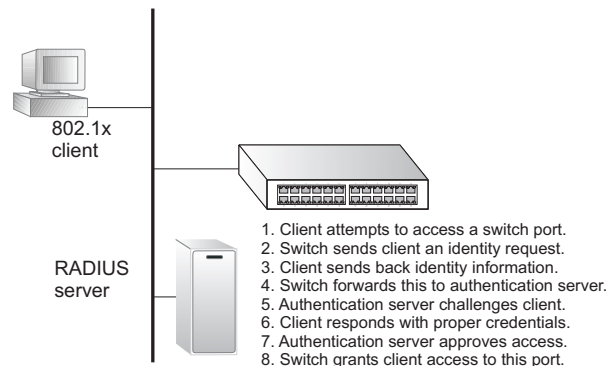 802.1x
client
1. Client attempts to access a switch port.
2. Switch sends client an identity request.
3. Client sends back identity information.
4. Switch forwards this to authentication server.
5. Authentication server challenges client.
6. Client responds with proper credentials.
7. Authentication server approves access.
8. Switch grants client access to this port.
RADIUS
server